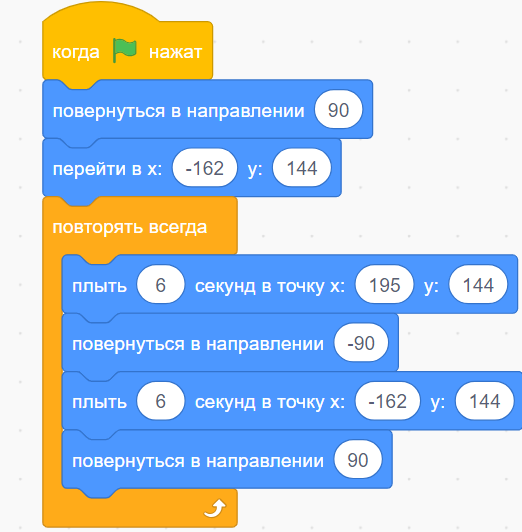 когда нажат
повернуться в направлении 90
перейти в x: -162 y: 144
повторять всегда
плыть 6 секунд в точку x: 195 y: 144
повернуться в направлении -90
плыть 6 секунд в точку x: -162 y: 144
повернуться в направлении 90